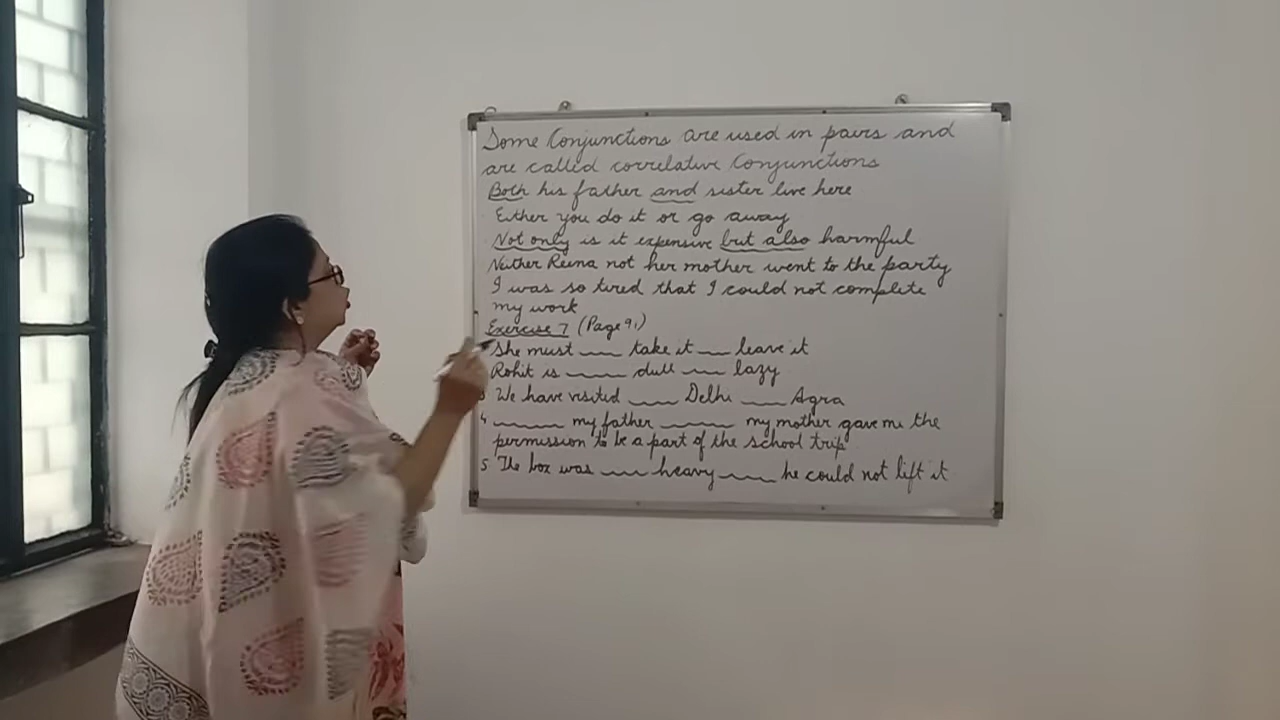 Some Conjunctions are used in pairs and
are called correlative Conjunctions
Both his father and sister live here
Either you do it or go away
Not only is it expensive but also harmful
Neither Reena not her mother went to the party
I was so tired that I could not complete
my work
Exercise 7 (Page 91)
She must ___ take it ___ leave it
Rohit is ___ dull ___ lazy
3 We have visited ___ Delhi ___ Agra
4 ___ my father ___ my mother gave me the
permission to be a part of the school trip
5 The box was ___ heavy ___ he could not lift it